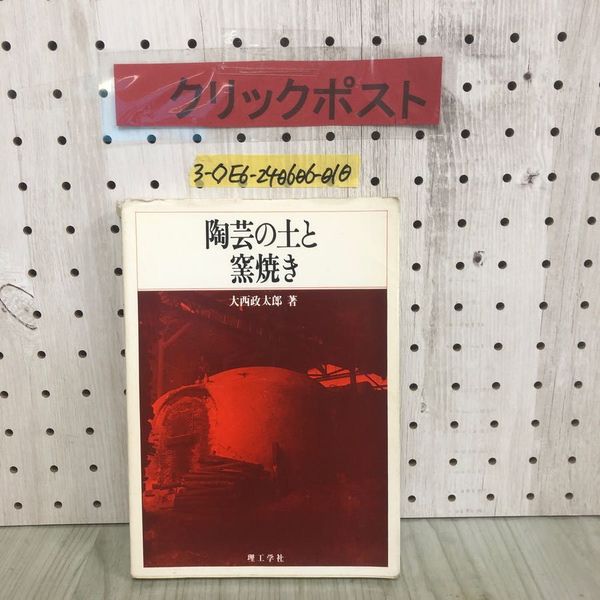 クリックポスト
3-◇E6-240606-010
陶芸の土と
窯焼き
大西政太郎 著
理工学社